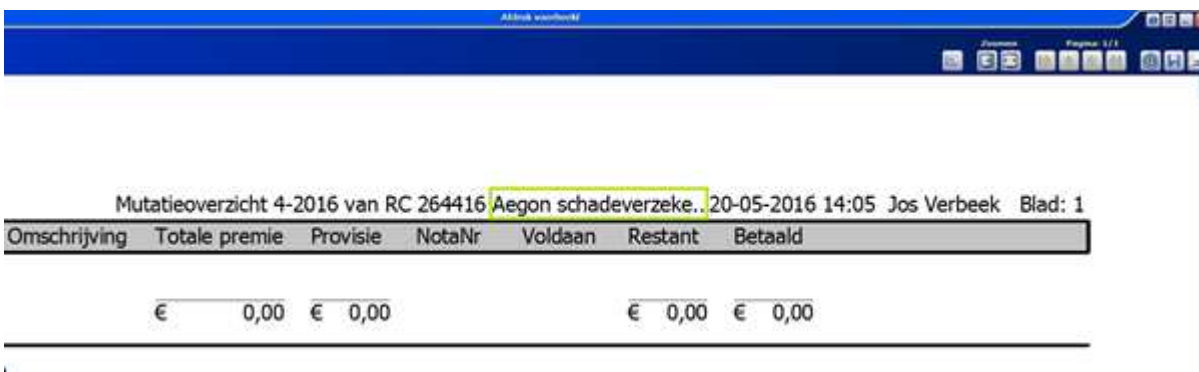 Afdruk voorbeeld
Zoomen Pagina: 1/1
Mutatieoverzicht 4-2016 van RC 264416 Aegon schadeverzeke.. 20-05-2016 14:05 Jos Verbeek Blad: 1
Omschrijving Totale premie Provisie NotaNr Voldaan Restant Betaald
€ 0,00 € 0,00 € 0,00 € 0,00